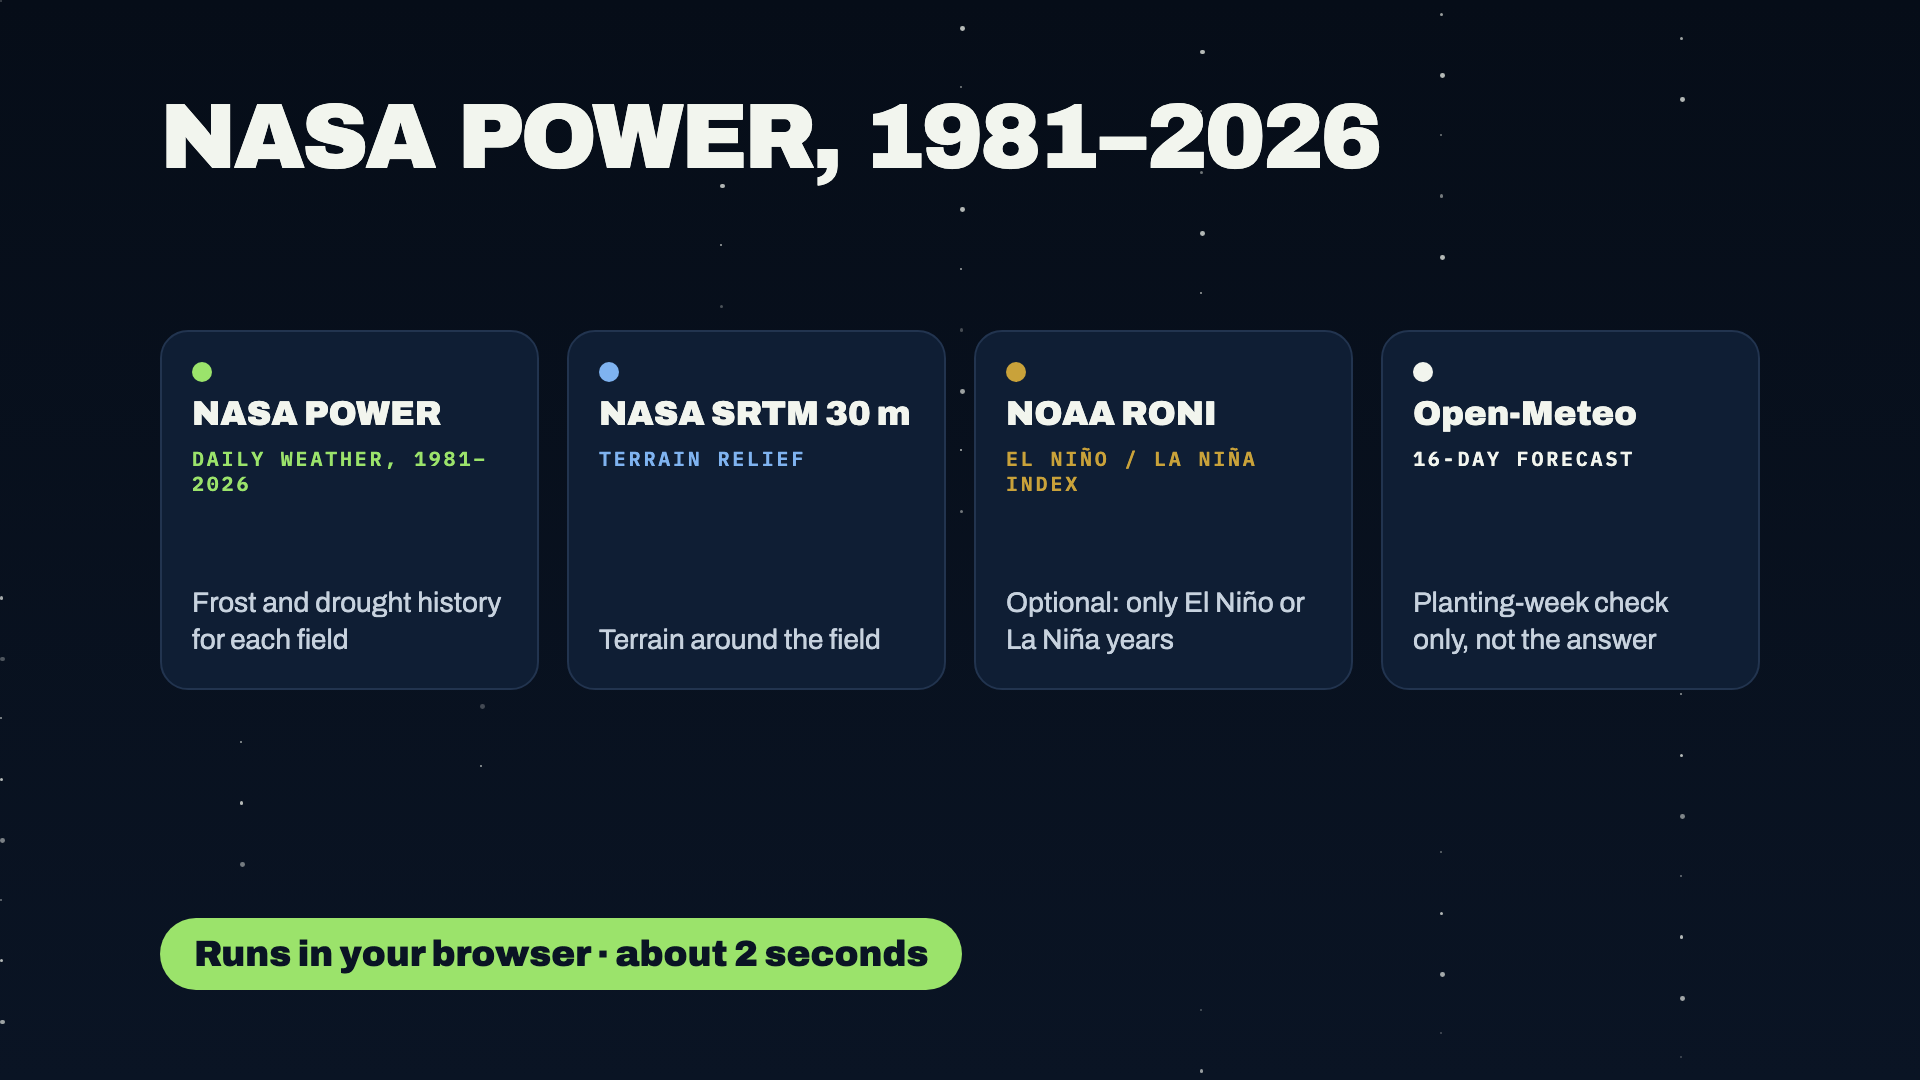 NASA POWER, 1981–2026
NASA POWER
DAILY WEATHER, 1981–
2026
Frost and drought history
for each field
NASA SRTM 30 m
TERRAIN RELIEF
Terrain around the field
NOAA RONI
EL NIÑO / LA NIÑA
INDEX
Optional: only El Niño or
La Niña years
Open-Meteo
16-DAY FORECAST
Planting-week check
only, not the answer
Runs in your browser · about 2 seconds